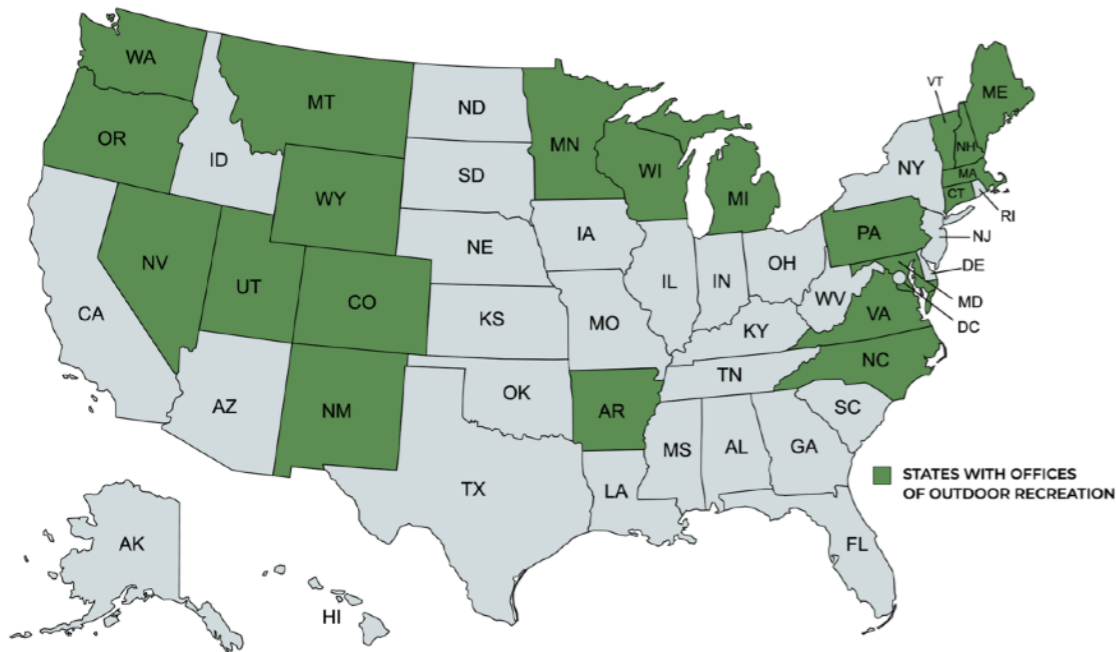 WA
MT
ND
MN
VT
ME
OR
ID
SD
WI
NH
MA
NY
CT
WY
MI
RI
IA
PA
NJ
NE
NV
OH
DE
UT
IL
IN
CO
WV
MD
CA
VA
DC
KS
MO
KY
NC
TN
OK
AZ
NM
AR
SC
MS
AL
GA
STATES WITH OFFICES
OF OUTDOOR RECREATION
TX
LA
AK
FL
HI